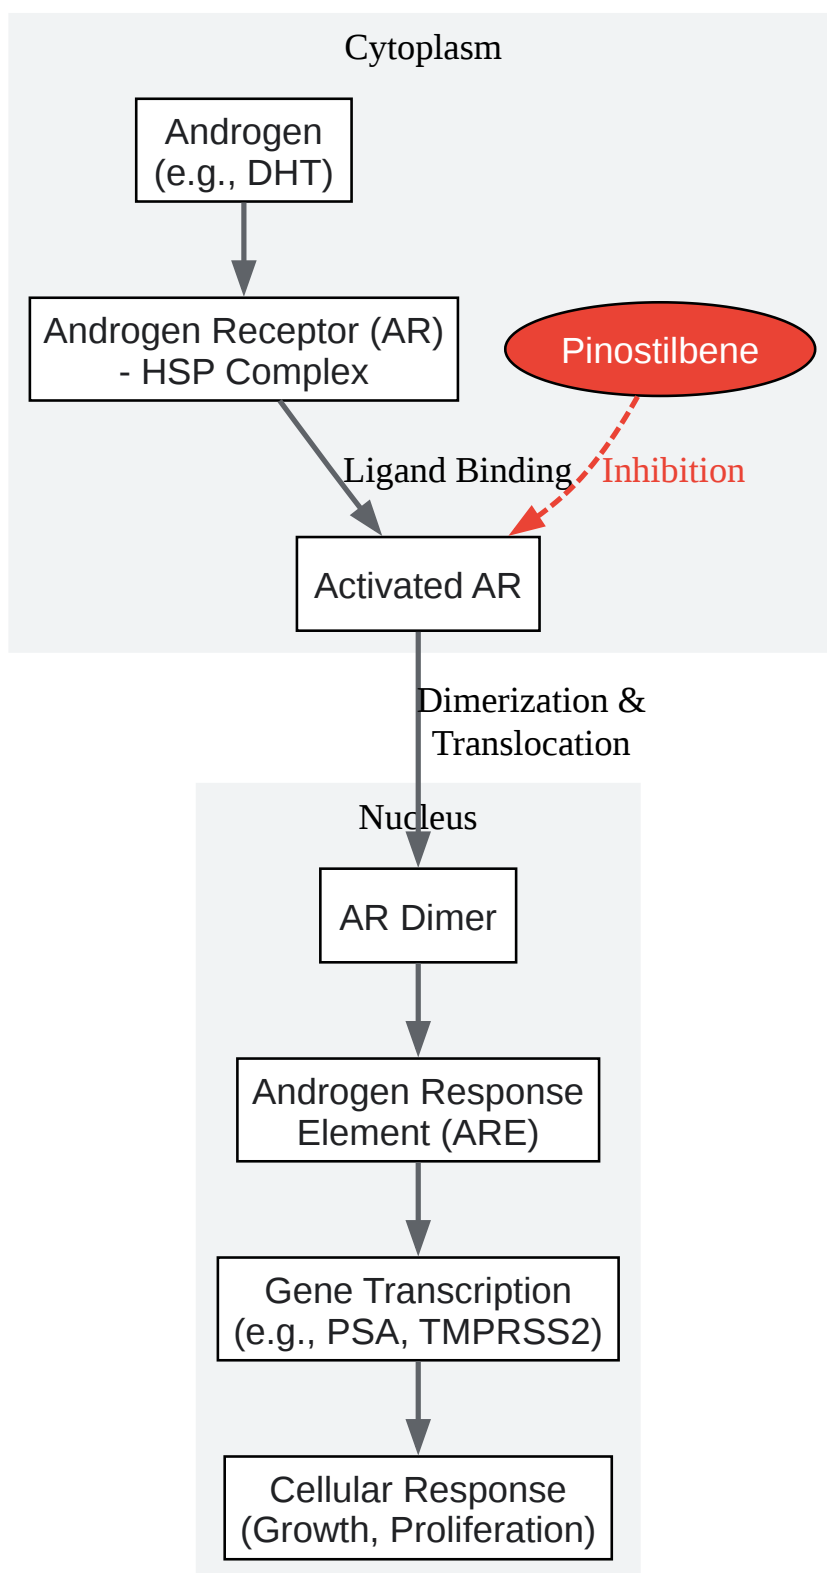 Cytoplasm
Androgen
(e.g., DHT)
Androgen Receptor (AR)
- HSP Complex
Pinostilbene
Ligand Binding
Inhibition
Activated AR
Dimerization &
Translocation
Nucleus
AR Dimer
Androgen Response
Element (ARE)
Gene Transcription
(e.g., PSA, TMPRSS2)
Cellular Response
(Growth, Proliferation)